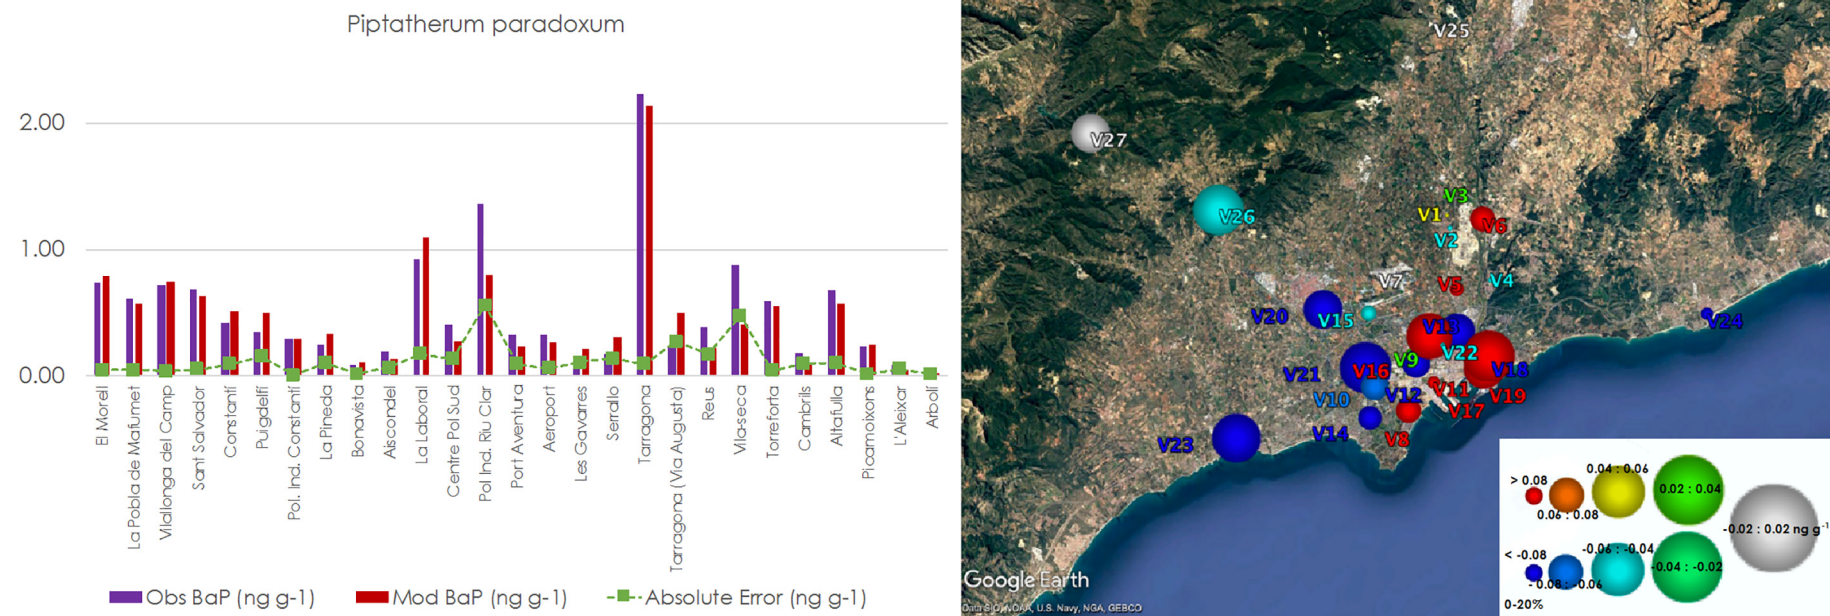 Piptatherum paradoxum
2.00
1.00
0.00
El Morell
La Pobla de Mafumet
Vilallonga del Camp
Sant Salvador
Constantí
Puigdelfí
Pol. Ind. Constantí
La Pineda
Bonavista
Aiscondel
La Laboral
Centre Pol Sud
Pol Ind. Riu Clar
Port Aventura
Aeroport
Les Gavarres
Serrallo
Tarragona
Tarragona (Via Augusta)
Reus
Vila-seca
Torreforta
Cambrils
Altafulla
Picamoixons
L'Aleixar
Arbolí
Obs BaP (ng g-1)
Mod BaP (ng g-1)
Absolute Error (ng g-1)
V25
V27
V3
V1
V26
V6
V2
V7
V4
V5
V20
V15
V13
V24
V22
V9
V21
V16
V18
V11
V12
V19
V10
V17
V14
V8
V23
Google Earth
Data SIO, NOAA, U.S. Navy, NGA, GEBCO
> 0.08
0.04 : 0.06
0.02 : 0.04
0.06 : 0.08
-0.02 : 0.02 ng g-1
< -0.08
-0.06 : -0.04
-0.04 : -0.02
-0.08 : -0.06
0-20%